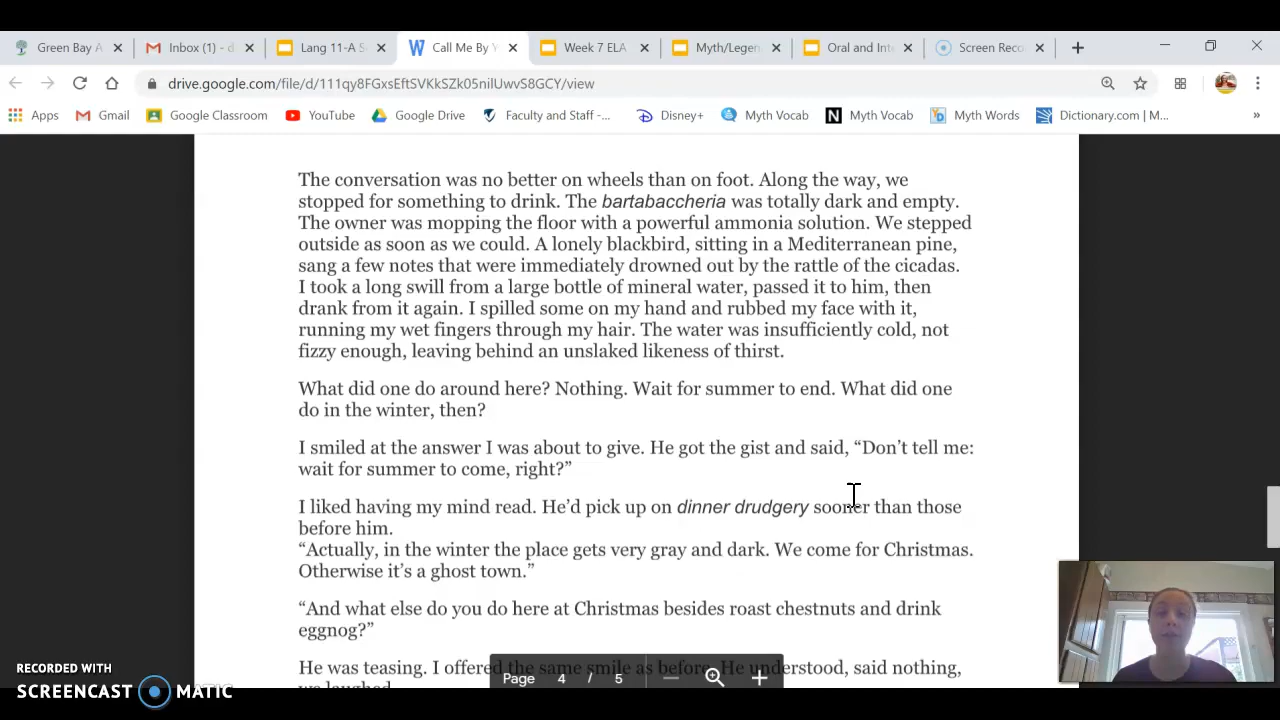 Green Bay A
Inbox (1) - d
Lang 11-A S
Call Me By Y
Week 7 ELA
Myth/Legen
Oral and Int
Screen Reco
drive.google.com/file/d/111qy8FGxsEftSVKkSZk05nilUwvS8GCY/view
Apps
Gmail
Google Classroom
YouTube
Google Drive
Faculty and Staff -...
Disney+
Myth Vocab
N
Myth Vocab
Myth Words
Dictionary.com | M...
»
The conversation was no better on wheels than on foot. Along the way, we
stopped for something to drink. The bartabaccheria was totally dark and empty.
The owner was mopping the floor with a powerful ammonia solution. We stepped
outside as soon as we could. A lonely blackbird, sitting in a Mediterranean pine,
sang a few notes that were immediately drowned out by the rattle of the cicadas.
I took a long swill from a large bottle of mineral water, passed it to him, then
drank from it again. I spilled some on my hand and rubbed my face with it,
running my wet fingers through my hair. The water was insufficiently cold, not
fizzy enough, leaving behind an unslaked likeness of thirst.
What did one do around here? Nothing. Wait for summer to end. What did one
do in the winter, then?
I smiled at the answer I was about to give. He got the gist and said, “Don’t tell me:
wait for summer to come, right?”
I liked having my mind read. He’d pick up on dinner drudgery sooner than those
before him.
“Actually, in the winter the place gets very gray and dark. We come for Christmas.
Otherwise it’s a ghost town.”
“And what else do you do here at Christmas besides roast chestnuts and drink
eggnog?”
He was teasing. I offered the same smile as before. He understood, said nothing,
we laughed.
Page 4 / 5
RECORDED WITH
SCREENCAST MATIC